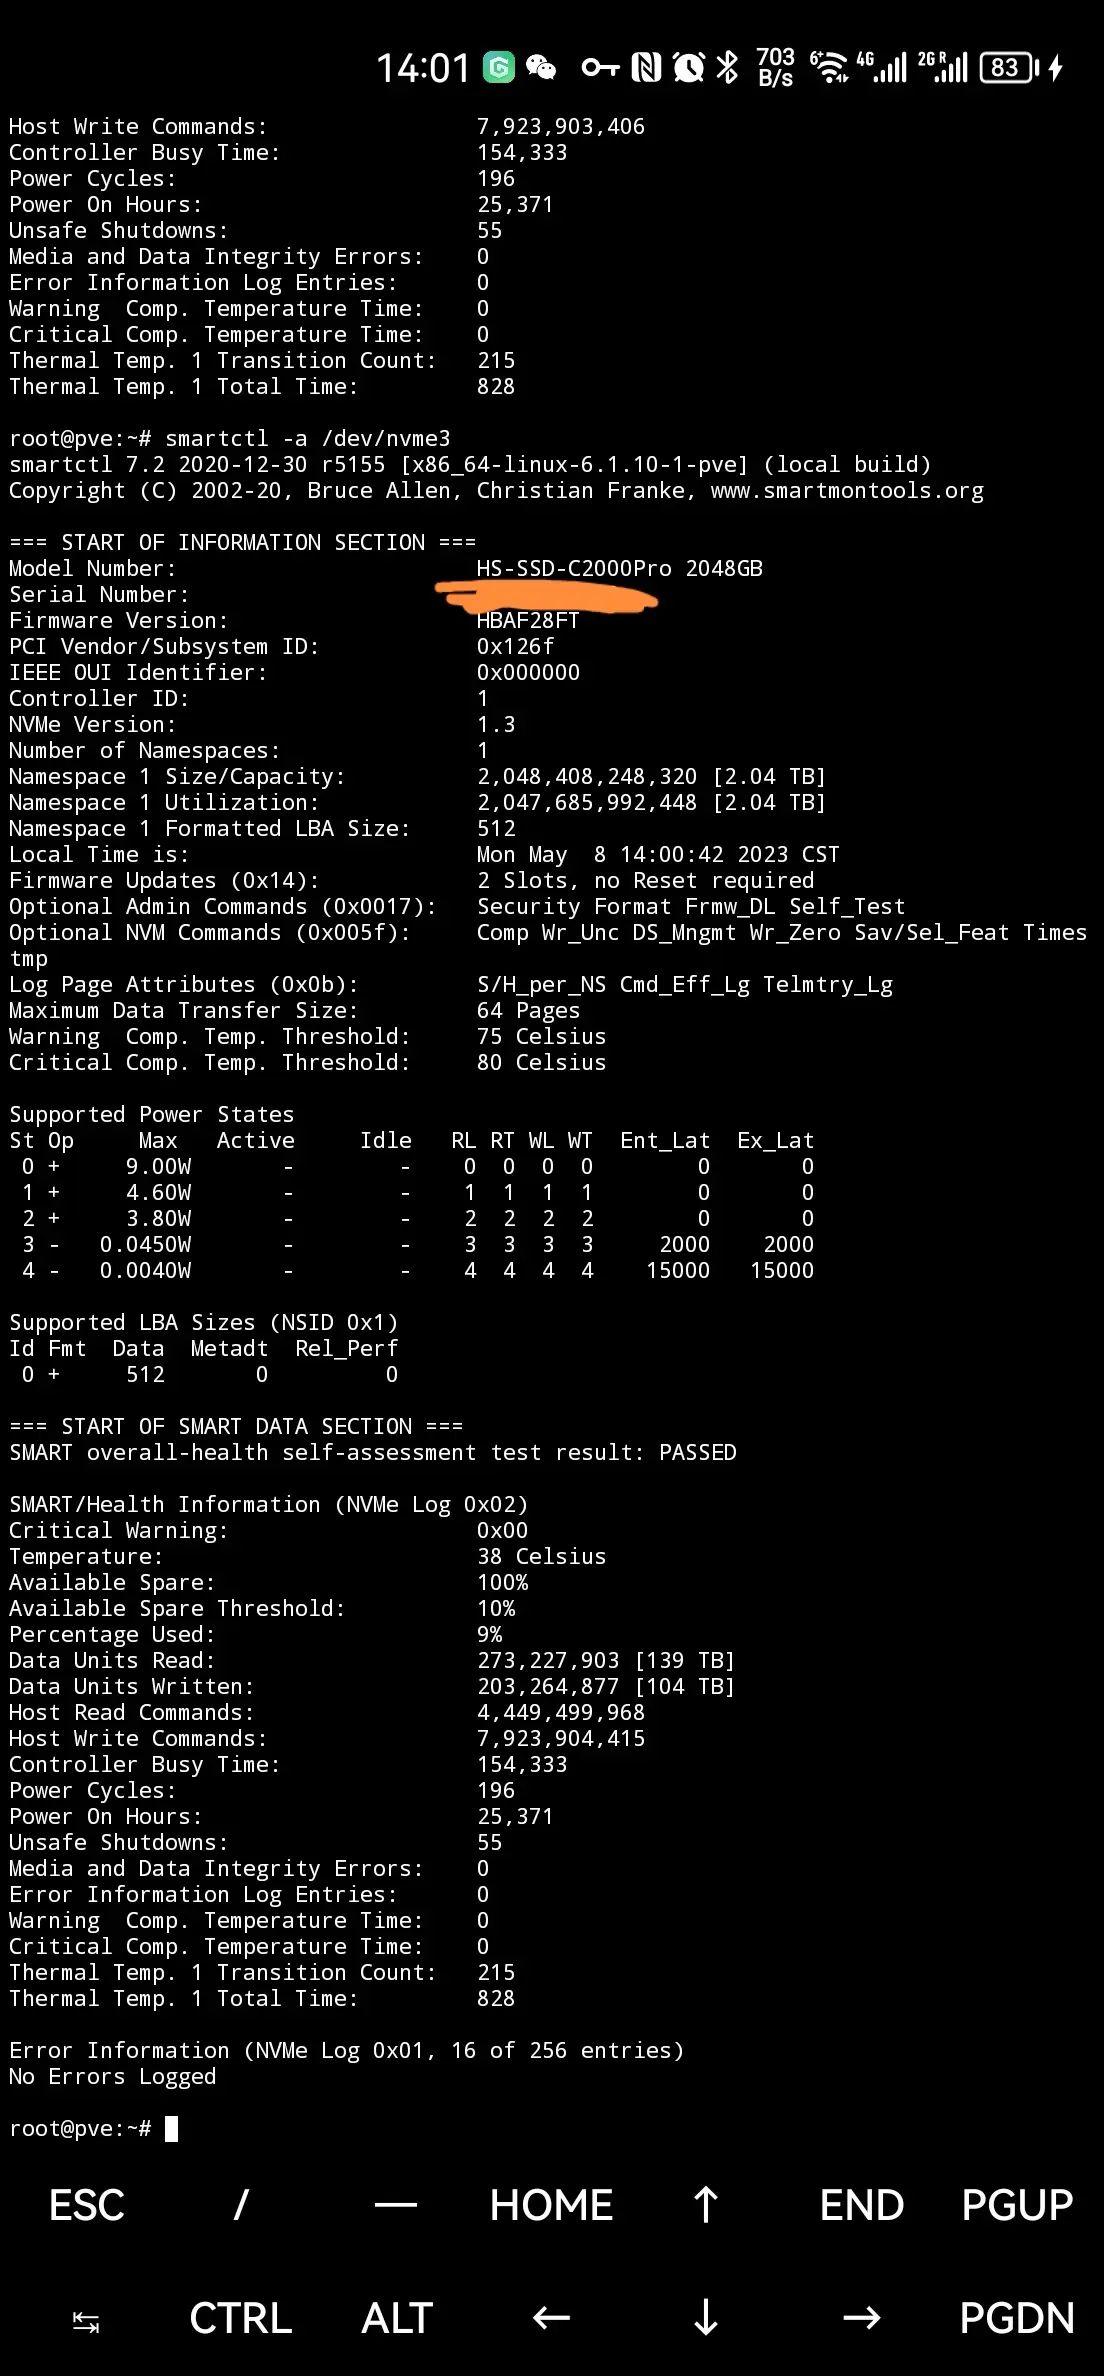 14:01 703 B/s 6+ 4G 2G R 83
Host Write Commands: 7,923,903,406
Controller Busy Time: 154,333
Power Cycles: 196
Power On Hours: 25,371
Unsafe Shutdowns: 55
Media and Data Integrity Errors: 0
Error Information Log Entries: 0
Warning  Comp. Temperature Time: 0
Critical Comp. Temperature Time: 0
Thermal Temp. 1 Transition Count: 215
Thermal Temp. 1 Total Time: 828
root@pve:~# smartctl -a /dev/nvme3
smartctl 7.2 2020-12-30 r5155 [x86_64-linux-6.1.10-1-pve] (local build)
Copyright (C) 2002-20, Bruce Allen, Christian Franke, www.smartmontools.org
=== START OF INFORMATION SECTION ===
Model Number: HS-SSD-C2000Pro 2048GB
Serial Number:
Firmware Version: HBAF28FT
PCI Vendor/Subsystem ID: 0x126f
IEEE OUI Identifier: 0x000000
Controller ID: 1
NVMe Version: 1.3
Number of Namespaces: 1
Namespace 1 Size/Capacity: 2,048,408,248,320 [2.04 TB]
Namespace 1 Utilization: 2,047,685,992,448 [2.04 TB]
Namespace 1 Formatted LBA Size: 512
Local Time is: Mon May  8 14:00:42 2023 CST
Firmware Updates (0x14): 2 Slots, no Reset required
Optional Admin Commands (0x0017): Security Format Frmw_DL Self_Test
Optional NVM Commands (0x005f): Comp Wr_Unc DS_Mngmt Wr_Zero Sav/Sel_Feat Times
tmp
Log Page Attributes (0x0b): S/H_per_NS Cmd_Eff_Lg Telmtry_Lg
Maximum Data Transfer Size: 64 Pages
Warning  Comp. Temp. Threshold: 75 Celsius
Critical Comp. Temp. Threshold: 80 Celsius
Supported Power States
St Op Max Active Idle RL RT WL WT Ent_Lat Ex_Lat
0 + 9.00W - - 0 0 0 0 0 0
1 + 4.60W - - 1 1 1 1 0 0
2 + 3.80W - - 2 2 2 2 0 0
3 - 0.0450W - - 3 3 3 3 2000 2000
4 - 0.0040W - - 4 4 4 4 15000 15000
Supported LBA Sizes (NSID 0x1)
Id Fmt Data Metadt Rel_Perf
0 + 512 0 0
=== START OF SMART DATA SECTION ===
SMART overall-health self-assessment test result: PASSED
SMART/Health Information (NVMe Log 0x02)
Critical Warning: 0x00
Temperature: 38 Celsius
Available Spare: 100%
Available Spare Threshold: 10%
Percentage Used: 9%
Data Units Read: 273,227,903 [139 TB]
Data Units Written: 203,264,877 [104 TB]
Host Read Commands: 4,449,499,968
Host Write Commands: 7,923,904,415
Controller Busy Time: 154,333
Power Cycles: 196
Power On Hours: 25,371
Unsafe Shutdowns: 55
Media and Data Integrity Errors: 0
Error Information Log Entries: 0
Warning  Comp. Temperature Time: 0
Critical Comp. Temperature Time: 0
Thermal Temp. 1 Transition Count: 215
Thermal Temp. 1 Total Time: 828
Error Information (NVMe Log 0x01, 16 of 256 entries)
No Errors Logged
root@pve:~#
ESC / — HOME ↑ END PGUP
↹ CTRL ALT ← ↓ → PGDN